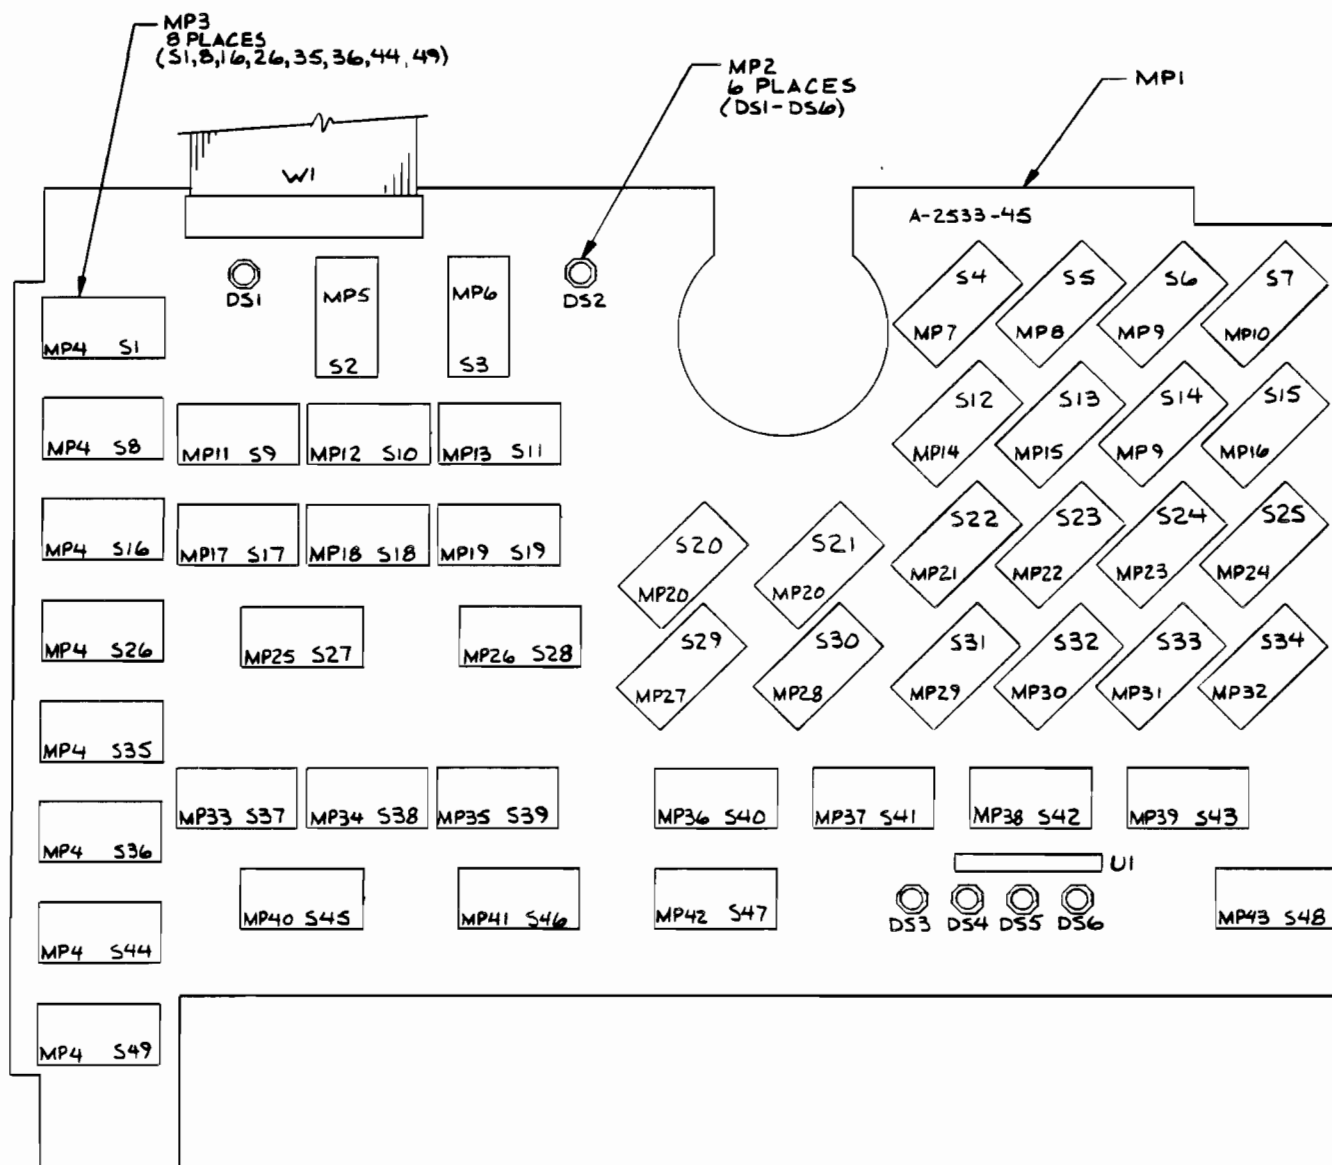 MP3
8 PLACES
(S1,8,16,26,35,36,44,49)
MP2
6 PLACES
(DS1-DS6)
MP1
W1
A-2533-45
DS1
MP5
S2
MP6
S3
DS2
S4
MP7
S5
MP8
S6
MP9
S7
MP10
MP4 S1
S12
MP14
S13
MP15
S14
MP9
S15
MP16
MP4 S8
MP11 S9
MP12 S10
MP13 S11
MP4 S16
MP17 S17
MP18 S18
MP19 S19
S20
MP20
S21
MP20
S22
MP21
S23
MP22
S24
MP23
S25
MP24
MP4 S26
MP25 S27
MP26 S28
S29
MP27
S30
MP28
S31
MP29
S32
MP30
S33
MP31
S34
MP32
MP4 S35
MP33 S37
MP34 S38
MP35 S39
MP36 S40
MP37 S41
MP38 S42
MP39 S43
MP4 S36
U1
MP40 S45
MP41 S46
MP42 S47
DS3 DS4 DS5 DS6
MP43 S48
MP4 S44
MP4 S49